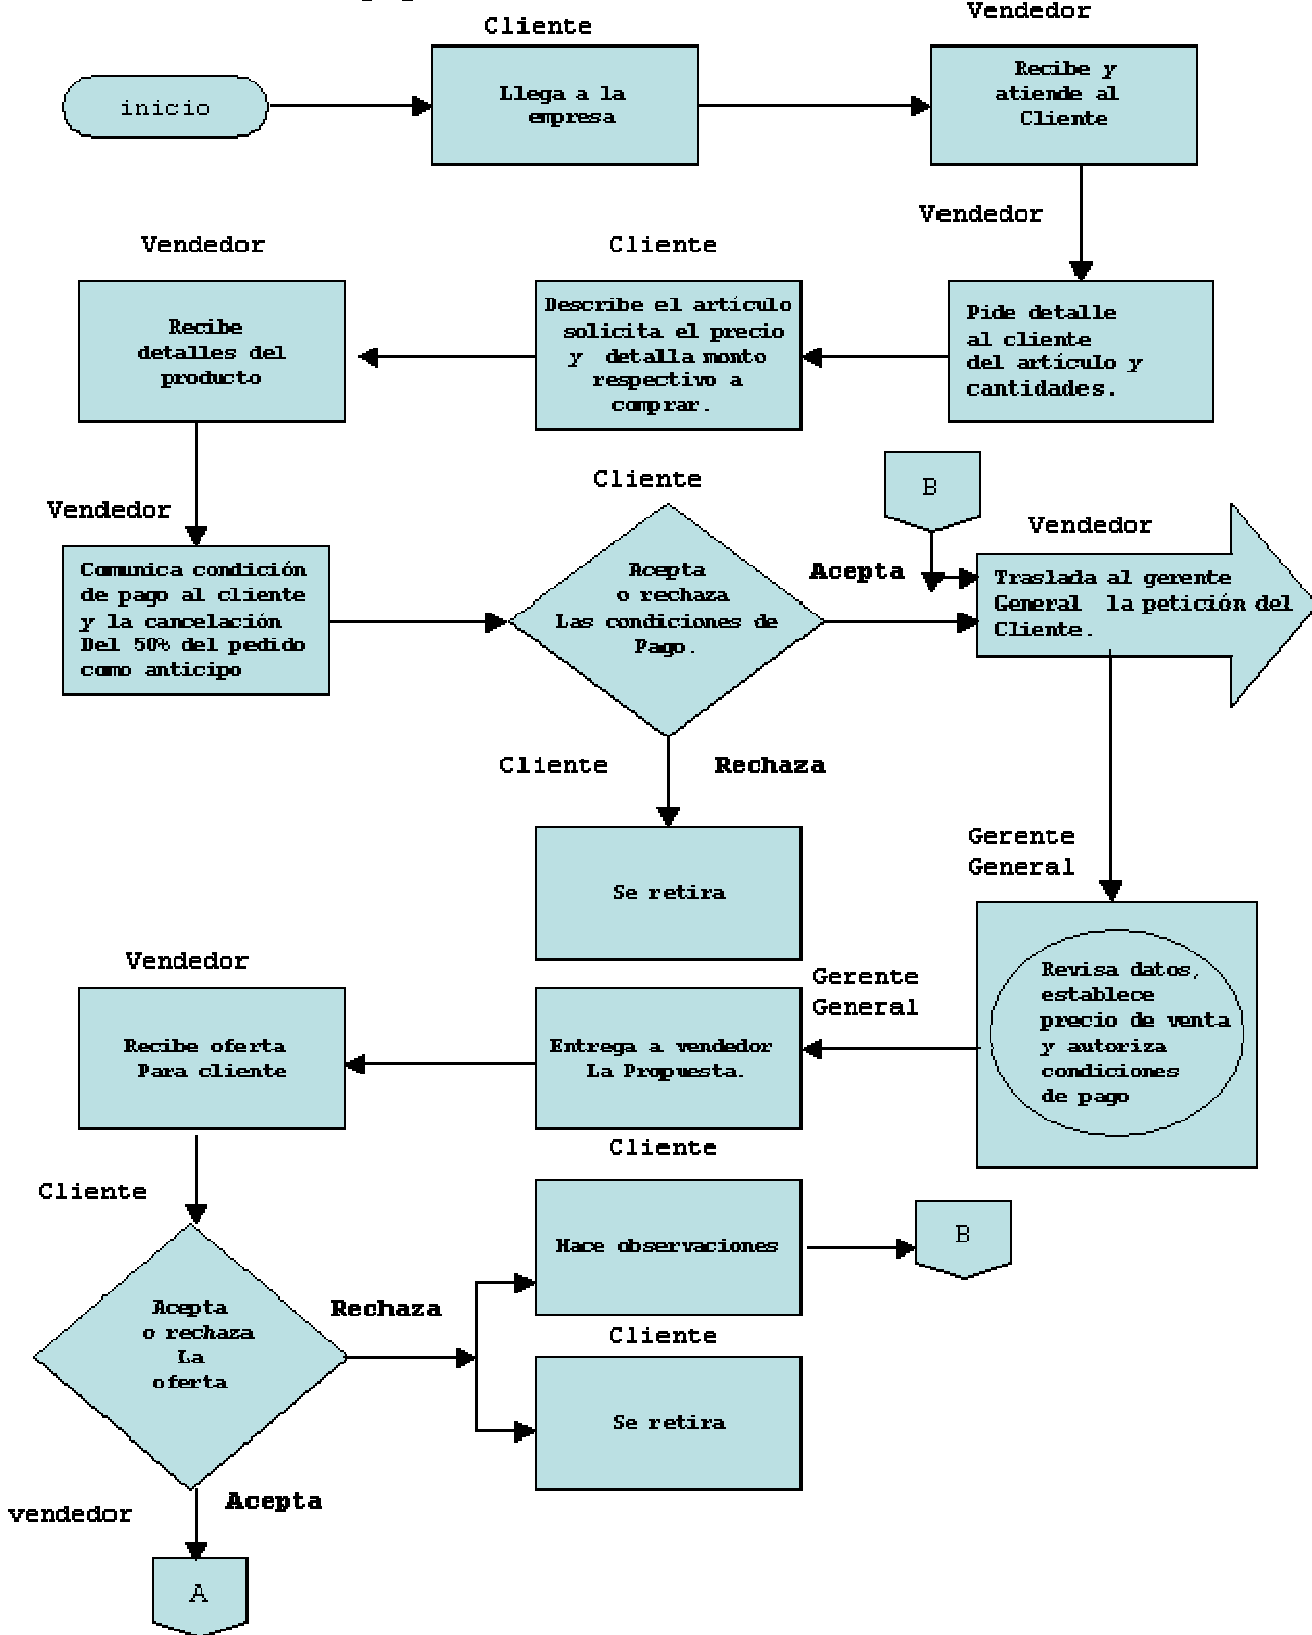 Cliente
Vendedor
inicio
Llega a la
empresa
Recibe y
atiende al
Cliente
Vendedor
Vendedor
Cliente
Recibe
detalles del
producto
Describe el artículo
solicita el precio
y detalla monto
respectivo a
comprar.
Pide detalle
al cliente
del artículo y
cantidades.
Vendedor
Cliente
B
Vendedor
Comunica condición
de pago al cliente
y la cancelación
Del 50% del pedido
como anticipo
Acepta
o rechaza
Las condiciones de
Pago.
Acepta
Traslada al gerente
General la petición del
Cliente.
Cliente
Rechaza
Se retira
Gerente
General
Vendedor
Gerente
General
Recibe oferta
Para cliente
Entrega a vendedor
La Propuesta.
Revisa datos,
establece
precio de venta
y autoriza
condiciones
de pago
Cliente
Cliente
Hace observaciones
B
Acepta
o rechaza
La
oferta
Rechaza
Cliente
Se retira
vendedor
Acepta
A